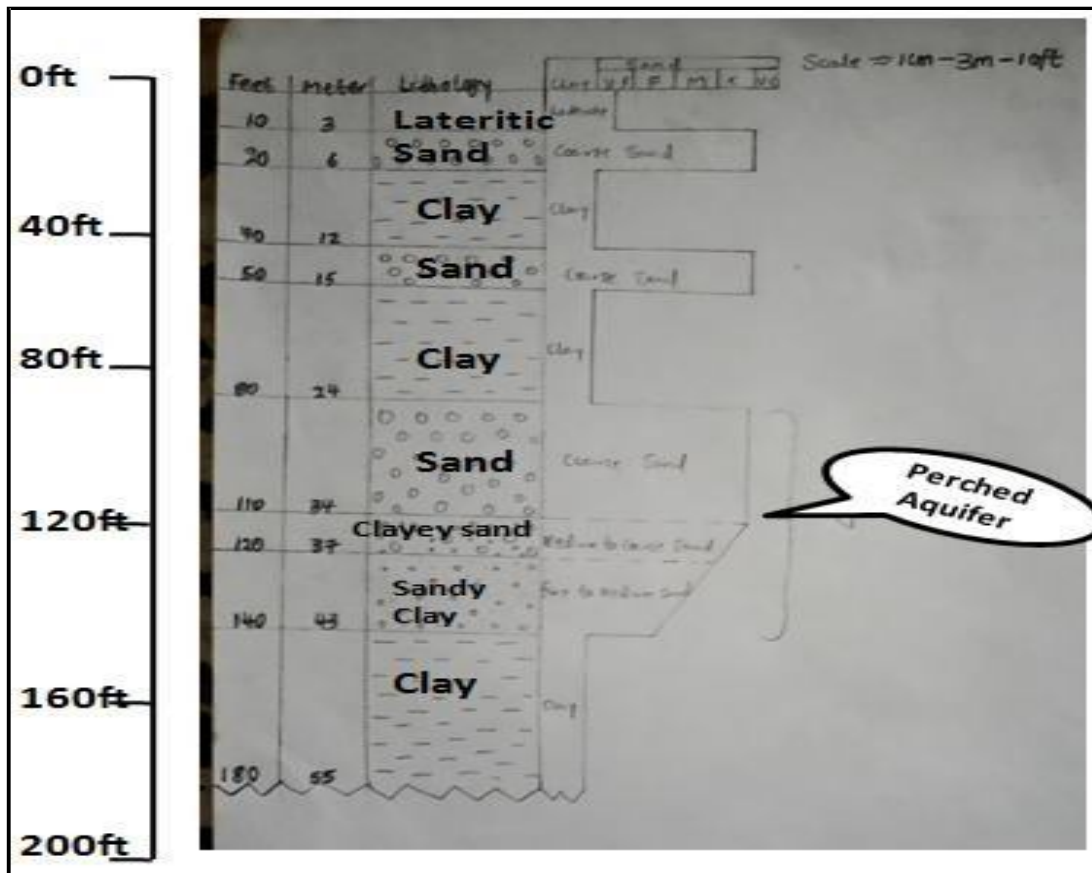 0ft
40ft
80ft
120ft
160ft
200ft
Scale ⇒ 1cm-3m-10ft
Sand
Feet Meter Lithology Clay V.F F M C V.C
10 3 Lateritic Laterite
20 6 Sand Coarse Sand
Clay Clay
40 12
Sand Coarse Sand
50 15
Clay Clay
80 24
Sand Coarse Sand
Perched
Aquifer
110 34
Clayey sand
120 37 Medium to Coarse Sand
Sandy Fine to Medium Sand
Clay
140 43
Clay Clay
180 55